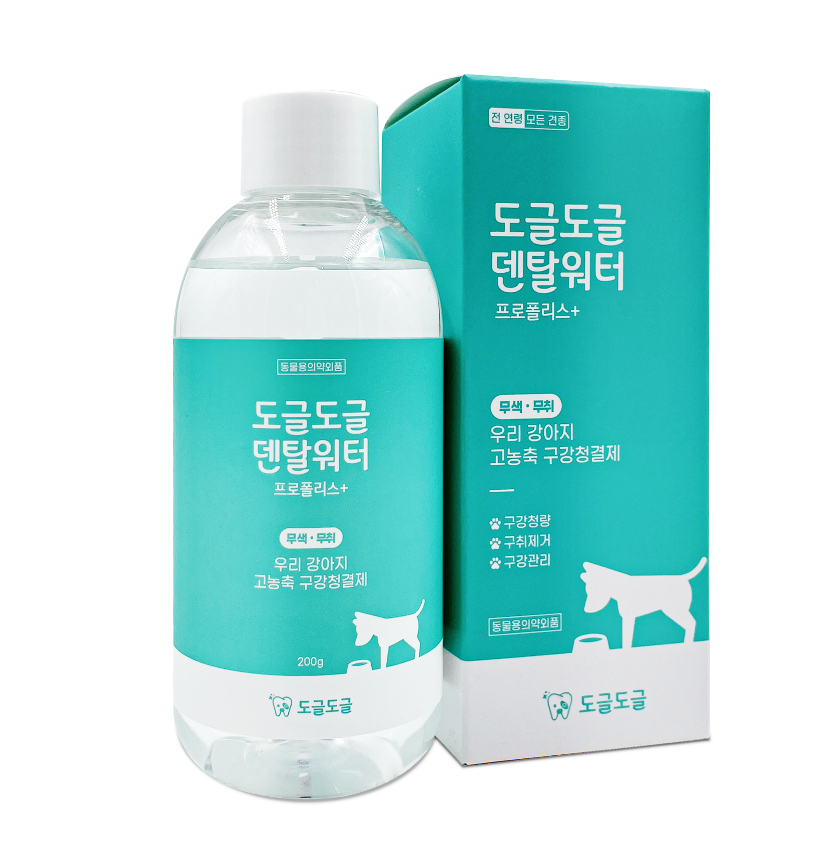 동물용의약외품
도글도글
덴탈워터
프로폴리스+
무색·무취
우리 강아지
고농축 구강청결제
200g
도글도글
전 연령 모든 견종
도글도글
덴탈워터
프로폴리스+
무색·무취
우리 강아지
고농축 구강청결제
구강청량
구취제거
구강관리
동물용의약외품
도글도글